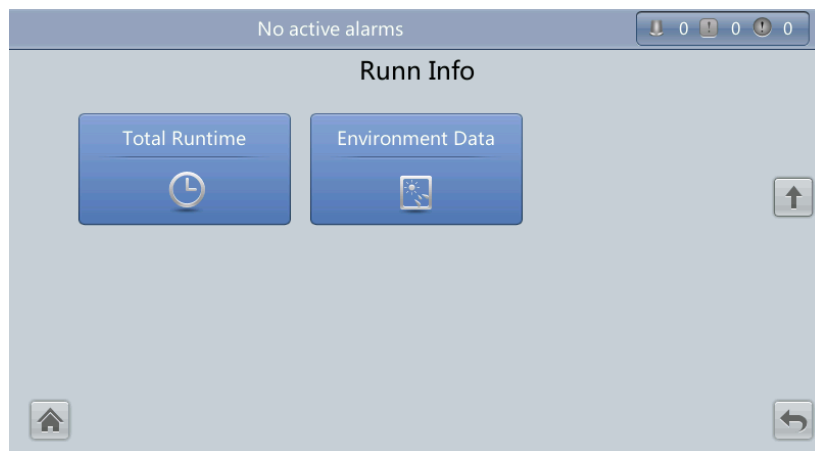 No active alarms
0 0 0
Runn Info
Total Runtime
Environment Data